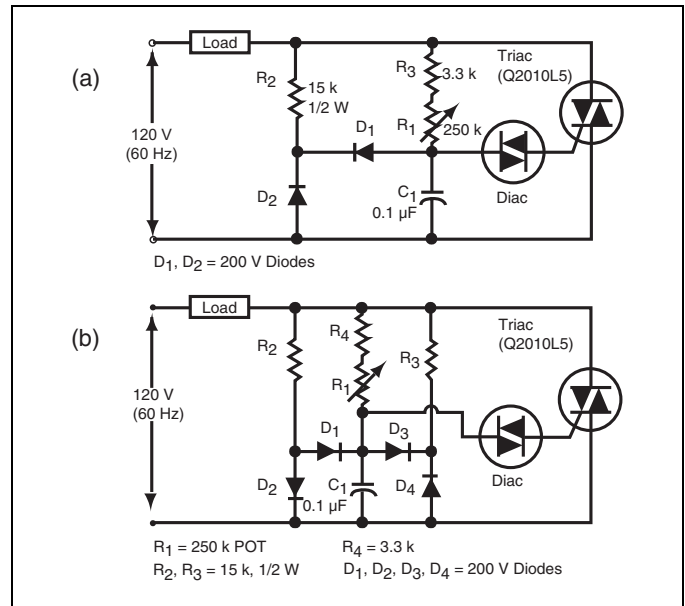 (a)
Load
R2
15 k
1/2 W
D1
R3
3.3 k
R1
250 k
Triac
(Q2010L5)
120 V
(60 Hz)
D2
C1
0.1 µF
Diac
D1, D2 = 200 V Diodes
(b)
Load
R2
R4
R1
R3
Triac
(Q2010L5)
120 V
(60 Hz)
D1
D3
D2
C1
0.1 µF
D4
Diac
R1 = 250 k POT
R4 = 3.3 k
R2, R3 = 15 k, 1/2 W
D1, D2, D3, D4 = 200 V Diodes